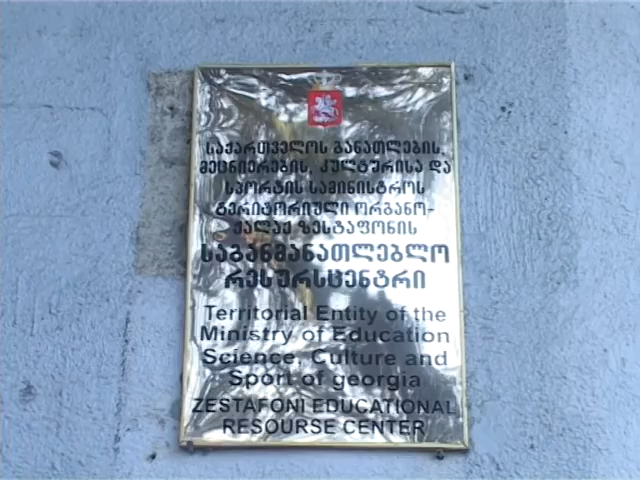 საქართველოს განათლების,
მეცნიერების, კულტურისა და
სპორტის სამინისტროს
ტერიტორიული ორგანო-
ქალაქ ზესტაფონის
საგანმანათლებლო
რესურსცენტრი
Territorial Entity of the
Ministry of Education
Science, Culture and
Sport of georgia
ZESTAFONI EDUCATIONAL
RESOURSE CENTER